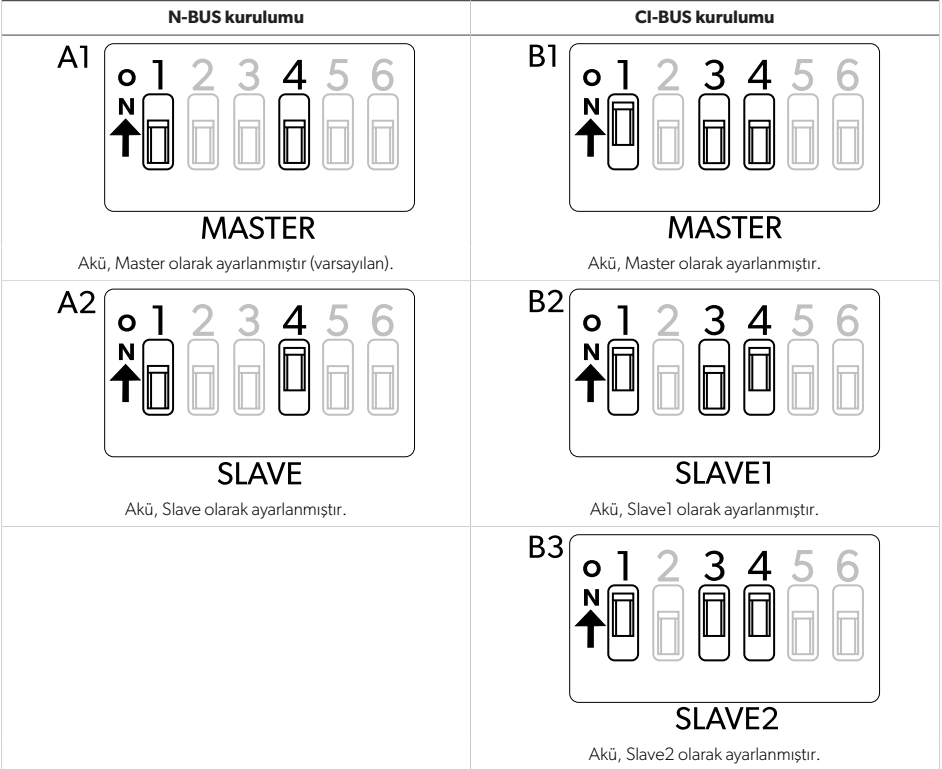 N-BUS kurulumu
CI-BUS kurulumu
A1
O N 1 2 3 4 5 6
MASTER
Akü, Master olarak ayarlanmıştır (varsayılan).
B1
O N 1 2 3 4 5 6
MASTER
Akü, Master olarak ayarlanmıştır.
A2
O N 1 2 3 4 5 6
SLAVE
Akü, Slave olarak ayarlanmıştır.
B2
O N 1 2 3 4 5 6
SLAVE1
Akü, Slave1 olarak ayarlanmıştır.
B3
O N 1 2 3 4 5 6
SLAVE2
Akü, Slave2 olarak ayarlanmıştır.